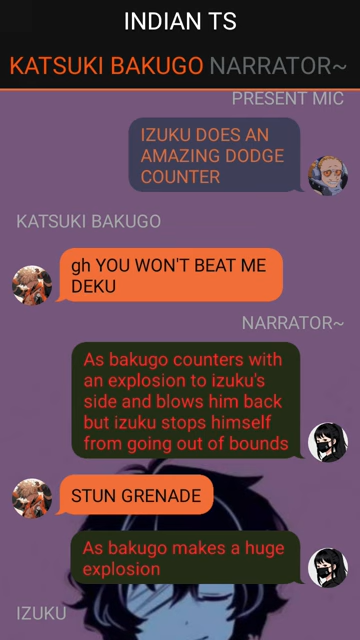 INDIAN TS
KATSUKI BAKUGO NARRATOR~
PRESENT MIC
IZUKU DOES AN
AMAZING DODGE
COUNTER
KATSUKI BAKUGO
gh YOU WON'T BEAT ME
DEKU
NARRATOR~
As bakugo counters with
an explosion to izuku's
side and blows him back
but izuku stops himself
from going out of bounds
STUN GRENADE
As bakugo makes a huge
explosion
IZUKU